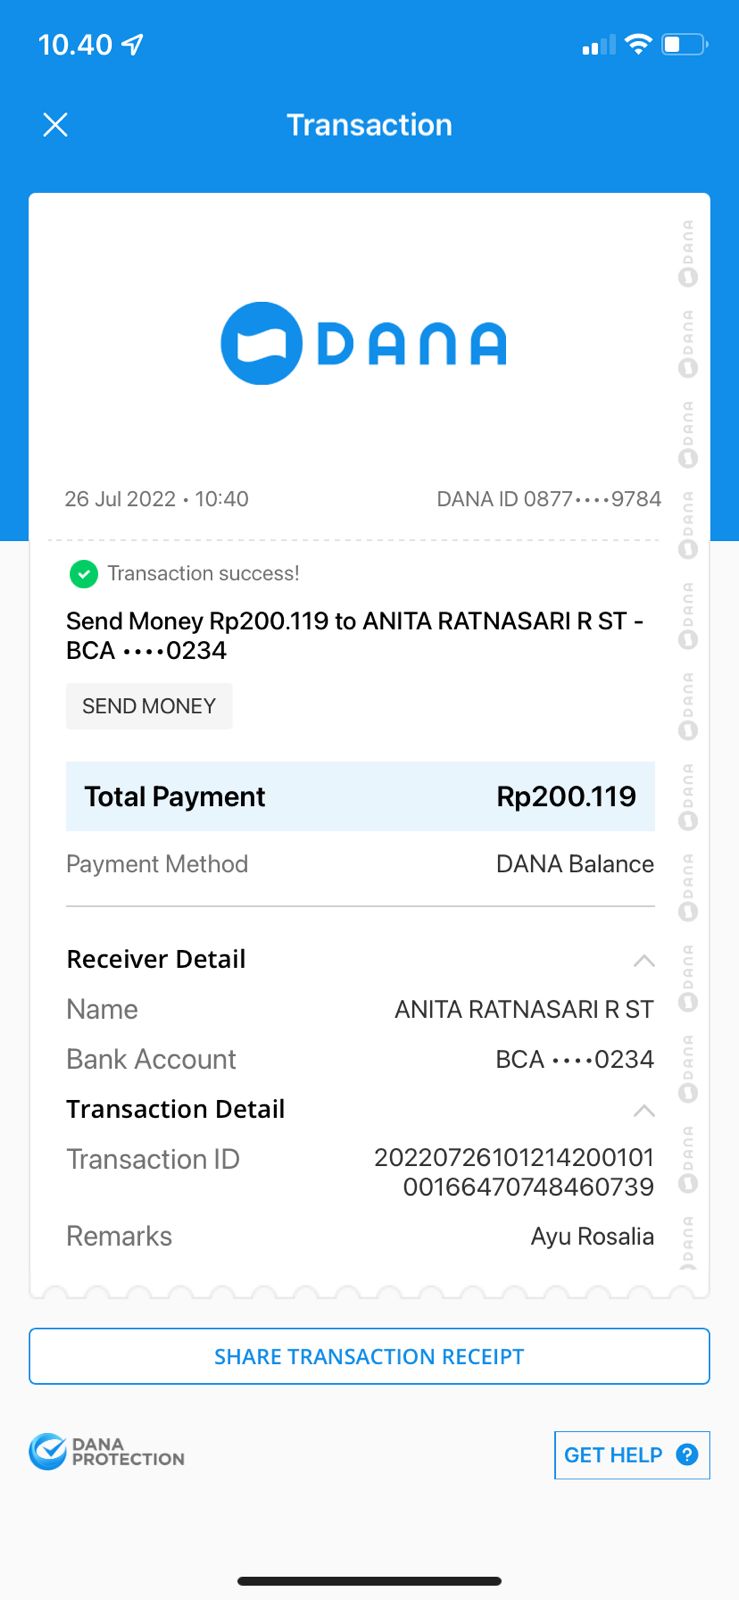 10.40
Transaction
DANA
26 Jul 2022 • 10:40
DANA ID 0877••••9784
Transaction success!
Send Money Rp200.119 to ANITA RATNASARI R ST -
BCA ••••0234
SEND MONEY
Total Payment
Rp200.119
Payment Method
DANA Balance
Receiver Detail
Name
ANITA RATNASARI R ST
Bank Account
BCA ••••0234
Transaction Detail
Transaction ID
20220726101214200101
00166470748460739
Remarks
Ayu Rosalia
DANA
DANA
DANA
DANA
DANA
DANA
DANA
DANA
DANA
DANA
DANA
DANA
SHARE TRANSACTION RECEIPT
DANA
PROTECTION
GET HELP ?